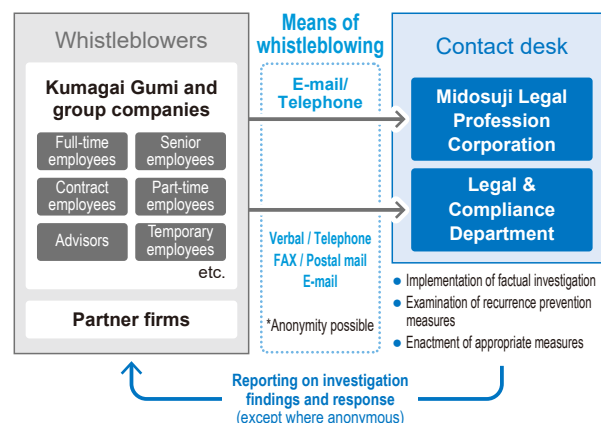 Whistleblowers
Kumagai Gumi and
group companies
Full-time
employees
Senior
employees
Contract
employees
Part-time
employees
Advisors
Temporary
employees
etc.
Partner firms
Means of
whistleblowing
E-mail/
Telephone
Verbal / Telephone
FAX / Postal mail
E-mail
*Anonymity possible
Contact desk
Midosuji Legal
Profession
Corporation
Legal &
Compliance
Department
● Implementation of factual investigation
● Examination of recurrence prevention
measures
● Enactment of appropriate measures
Reporting on investigation
findings and response
(except where anonymous)